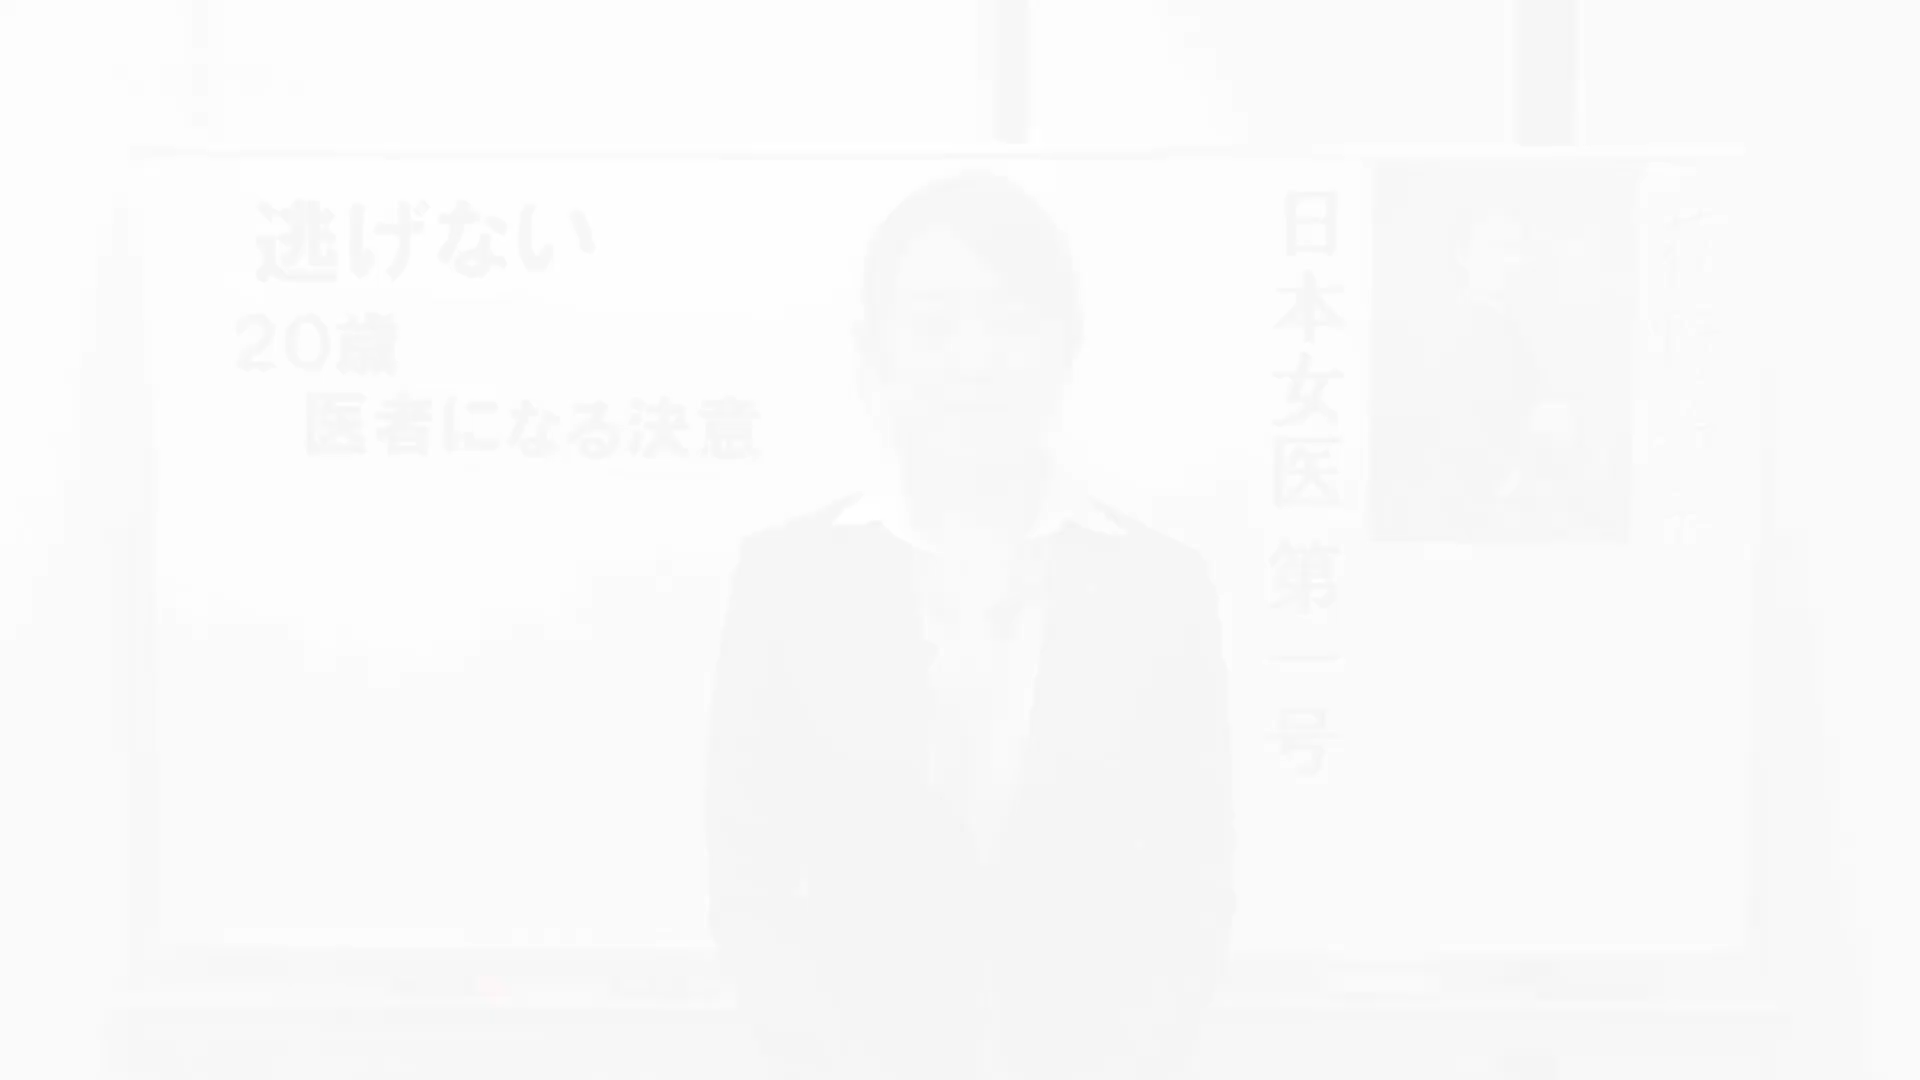 逃げない
20歳
医者になる決意
日本女医第一号